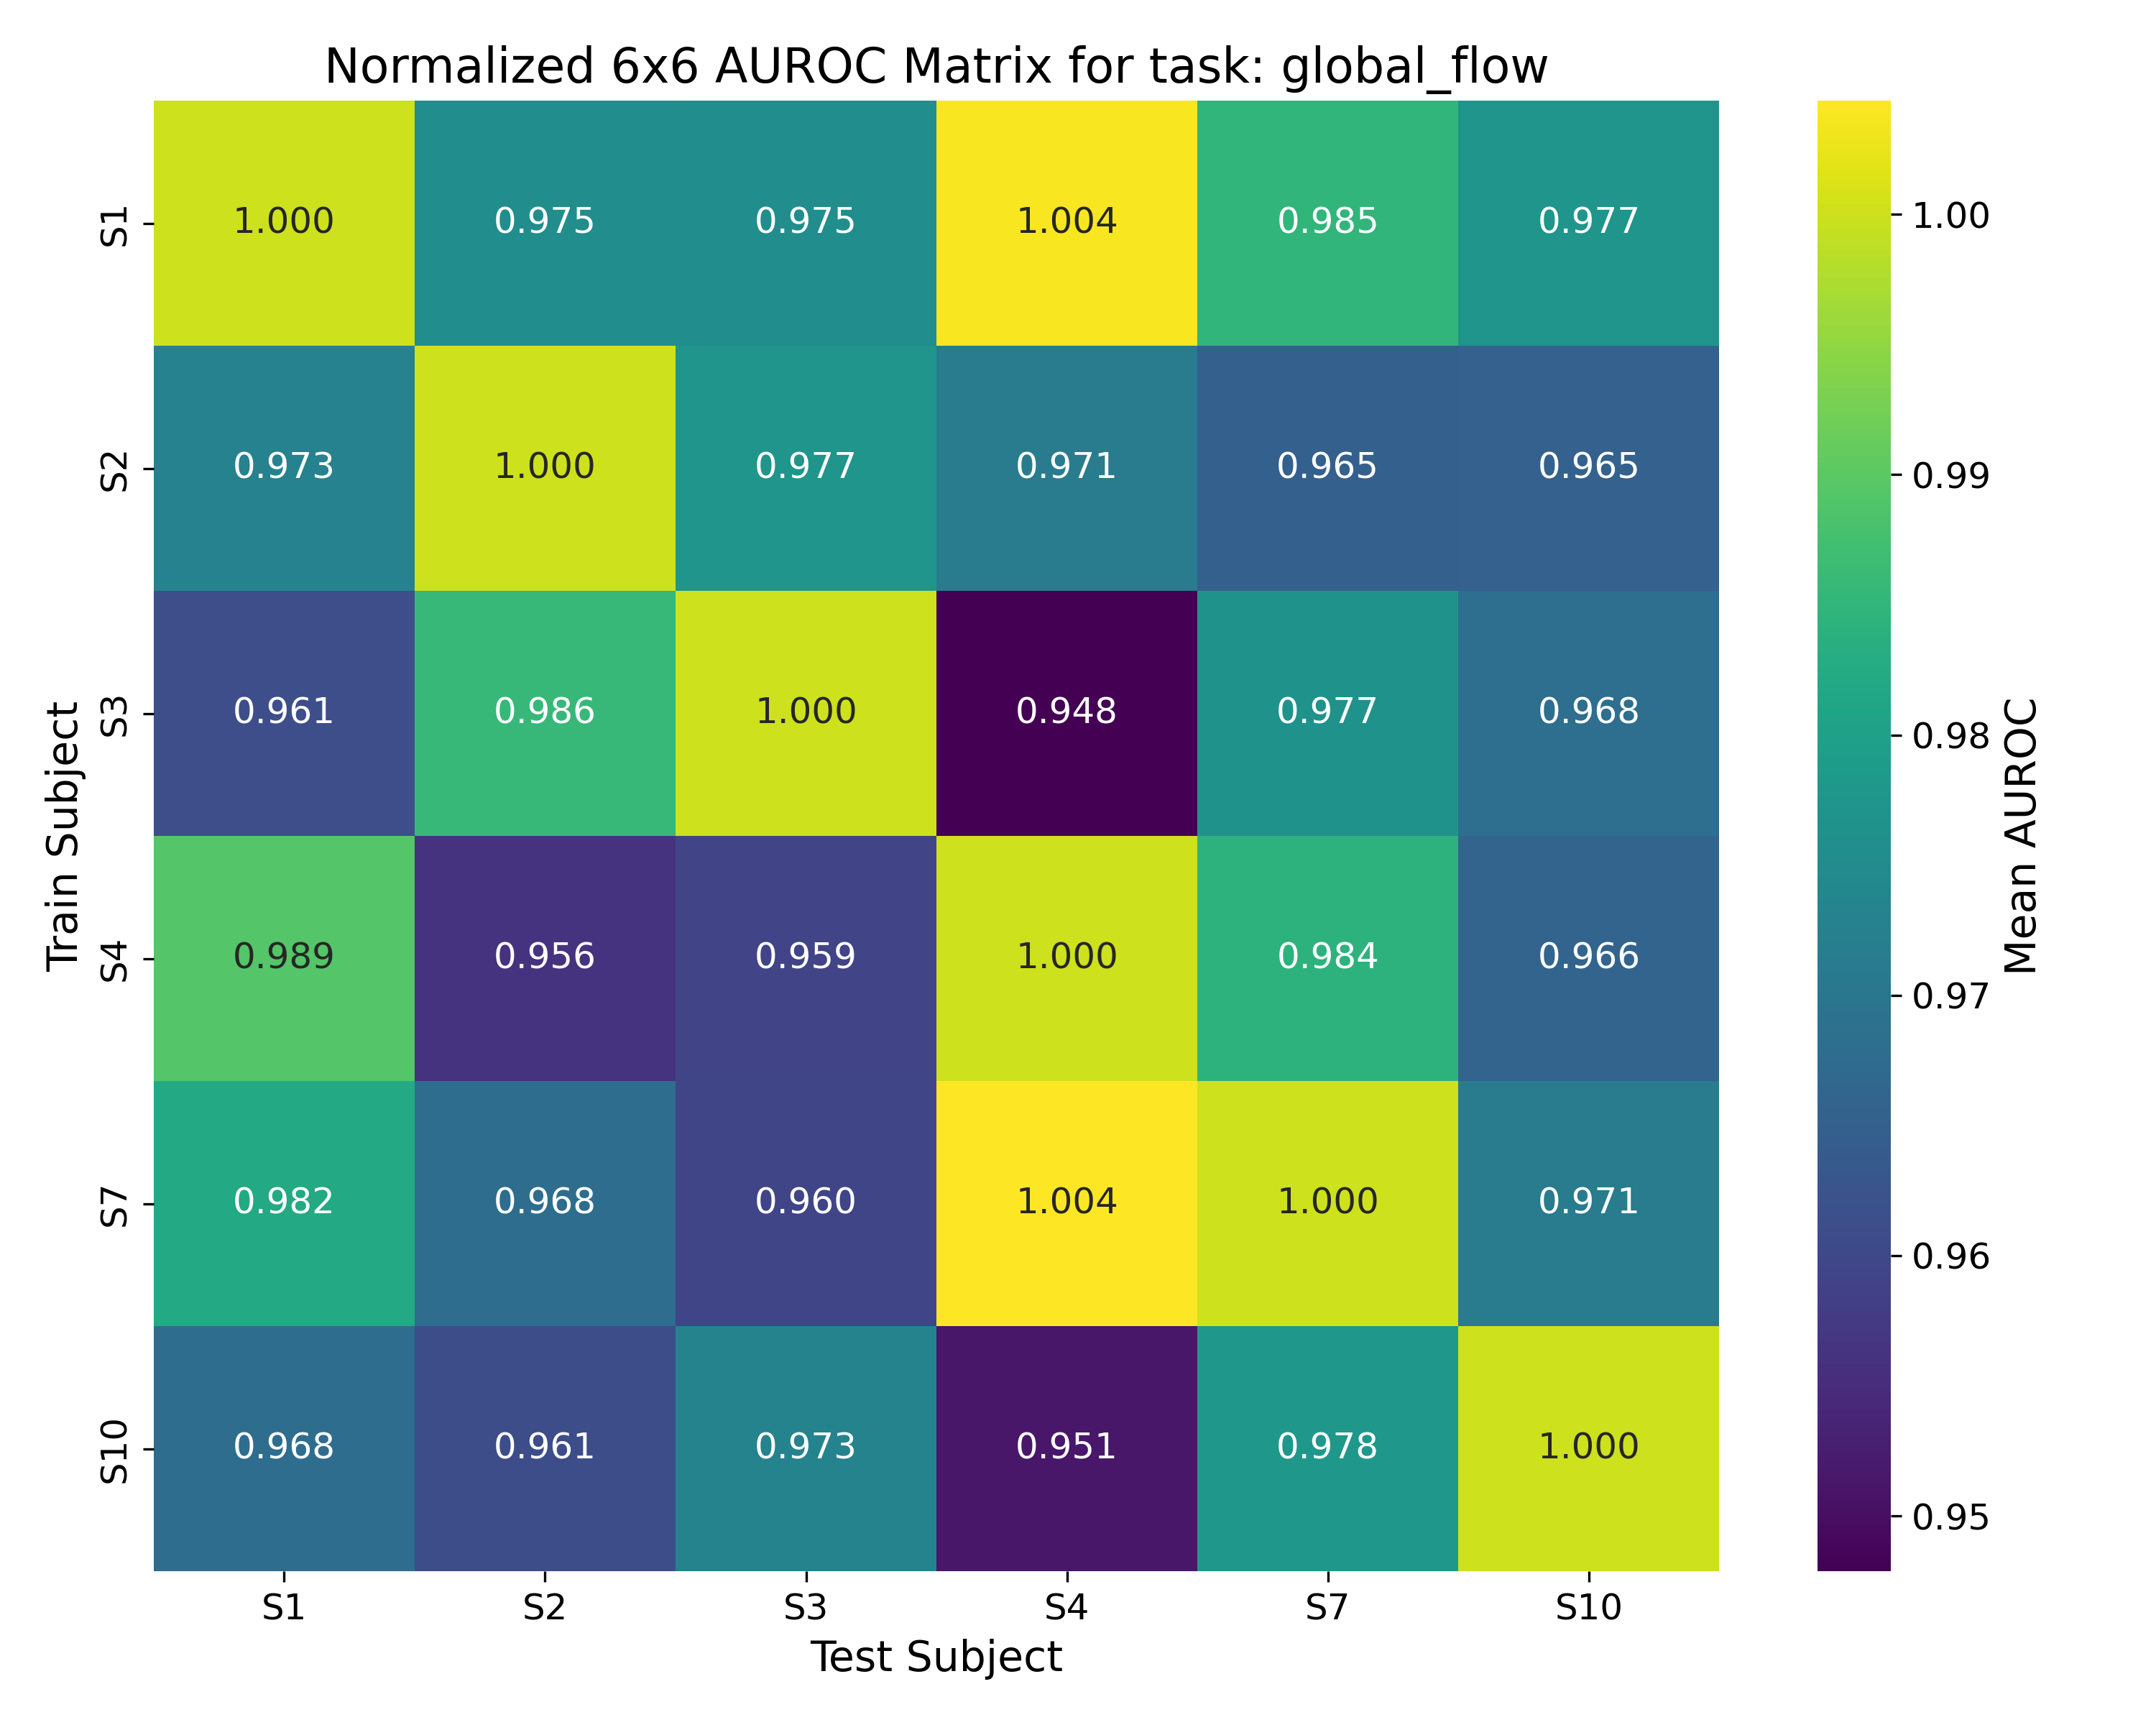 Normalized 6x6 AUROC Matrix for task: global_flow
Train Subject
S1
1.000 0.975 0.975 1.004 0.985 0.977
S2
0.973 1.000 0.977 0.971 0.965 0.965
S3
0.961 0.986 1.000 0.948 0.977 0.968
S4
0.989 0.956 0.959 1.000 0.984 0.966
S7
0.982 0.968 0.960 1.004 1.000 0.971
S10
0.968 0.961 0.973 0.951 0.978 1.000
S1 S2 S3 S4 S7 S10
Test Subject
1.00
0.99
0.98
0.97
0.96
0.95
Mean AUROC